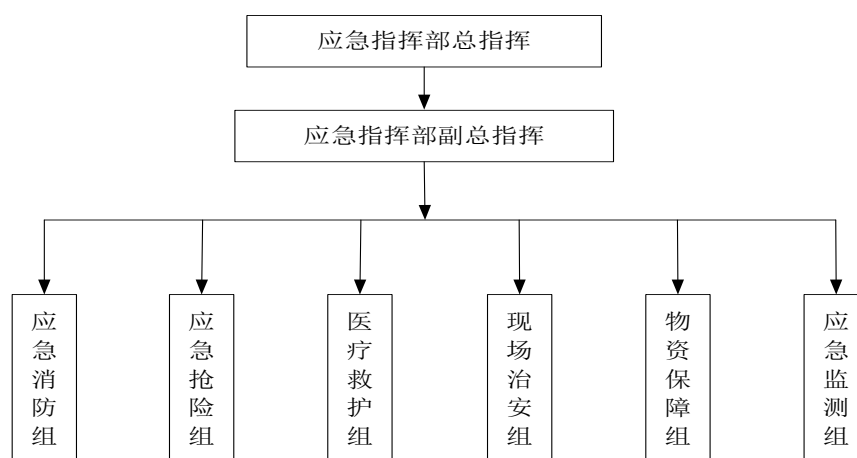 应急指挥部总指挥
应急指挥部副总指挥
应急消防组
应急抢险组
医疗救护组
现场治安组
物资保障组
应急监测组